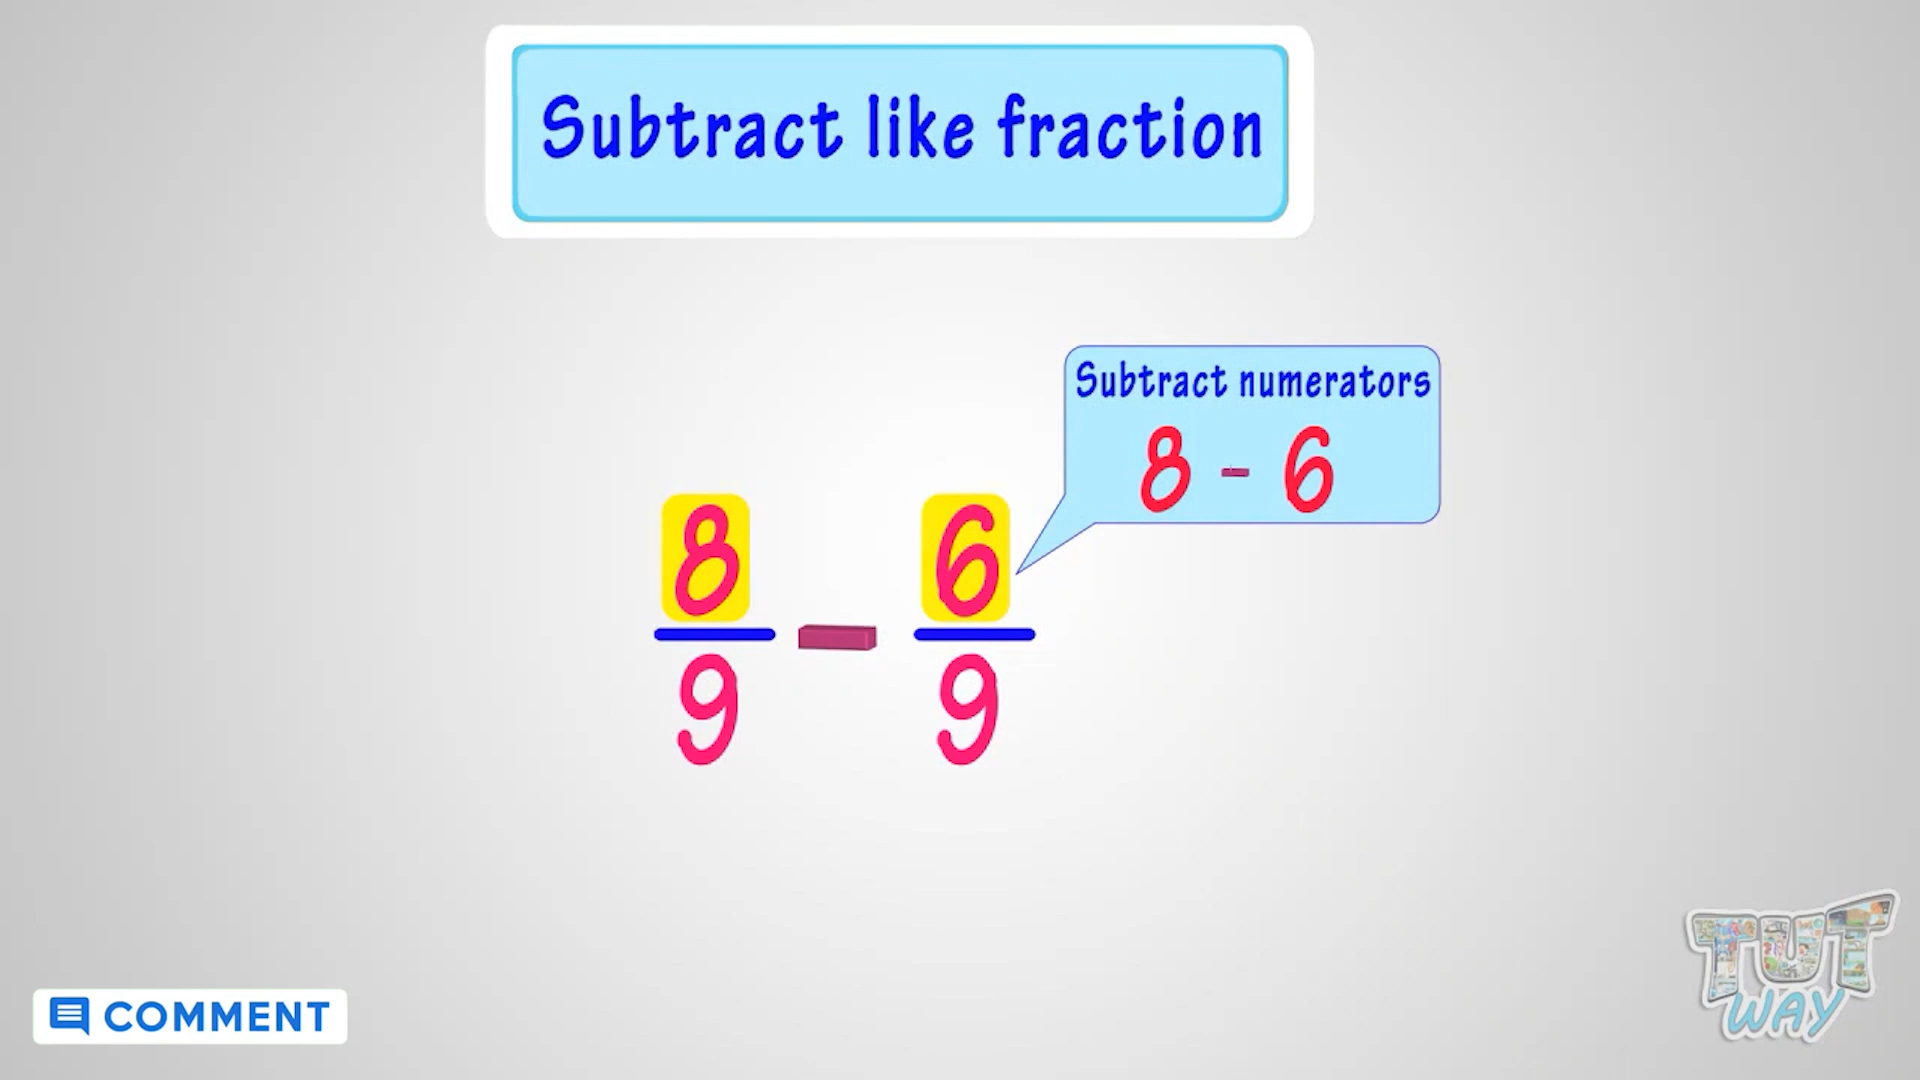 Subtract like fraction
Subtract numerators
8 - 6
8 - 6
9 9
COMMENT
TUT
WAY